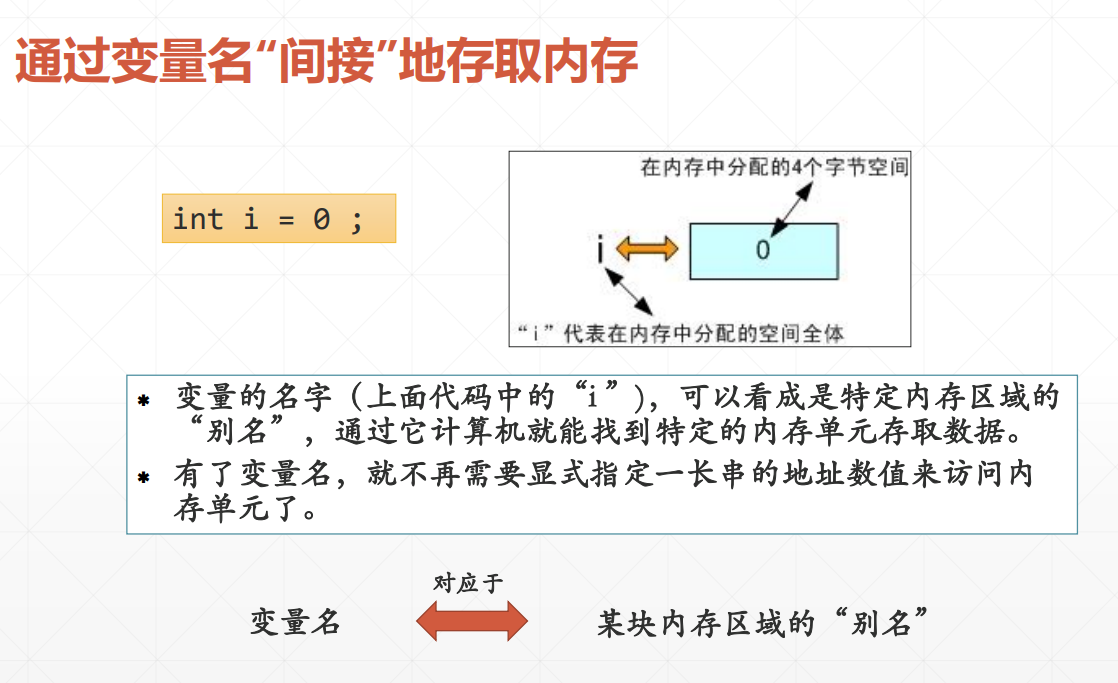 通过变量名“间接”地存取内存
int i = 0 ;
在内存中分配的4个字节空间
i
0
“i”代表在内存中分配的空间全体
* 变量的名字（上面代码中的“i ”），可以看成是特定内存区域的
“别名”，通过它计算机就能找到特定的内存单元存取数据。
* 有了变量名，就不再需要显式指定一长串的地址数值来访问内
存单元了。
对应于
变量名
某块内存区域的“别名”